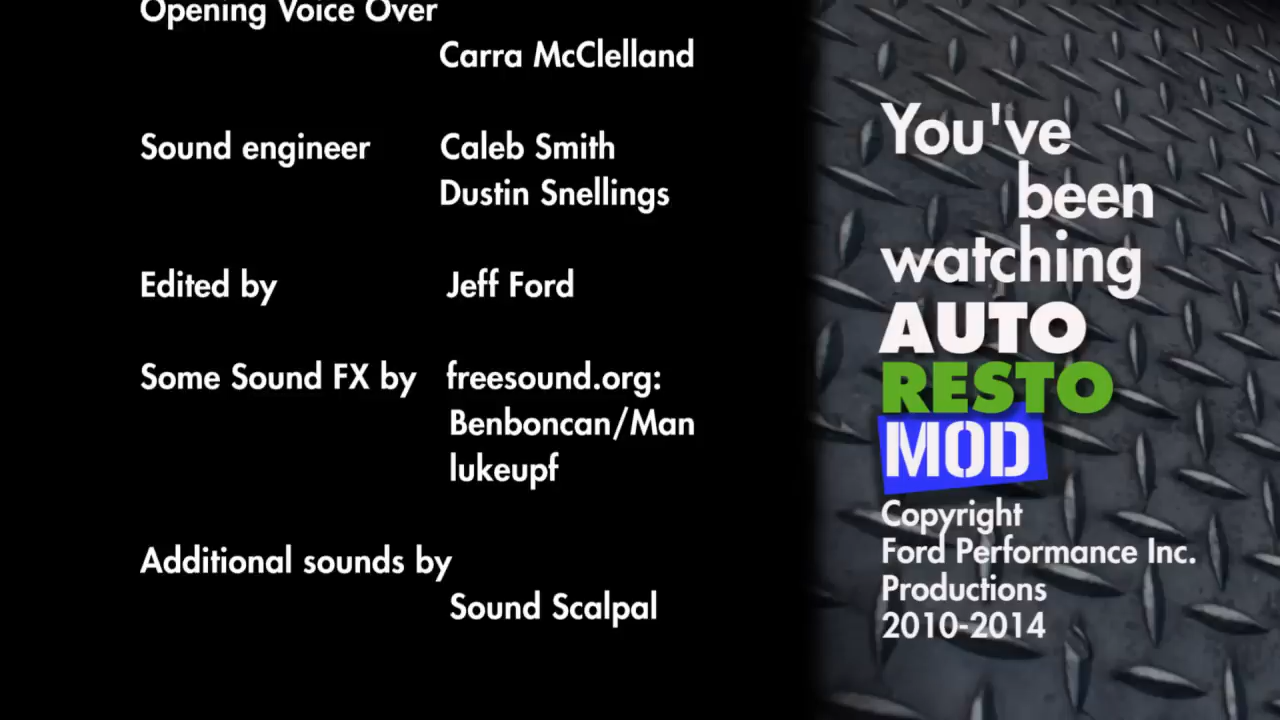 Opening Voice Over
Carra McClelland
Sound engineer Caleb Smith
Dustin Snellings
Edited by Jeff Ford
Some Sound FX by freesound.org:
Benboncan/Man
lukeupf
Additional sounds by
Sound Scalpal
You've
been
watching
AUTO
RESTO
MOD
Copyright
Ford Performance Inc.
Productions
2010-2014